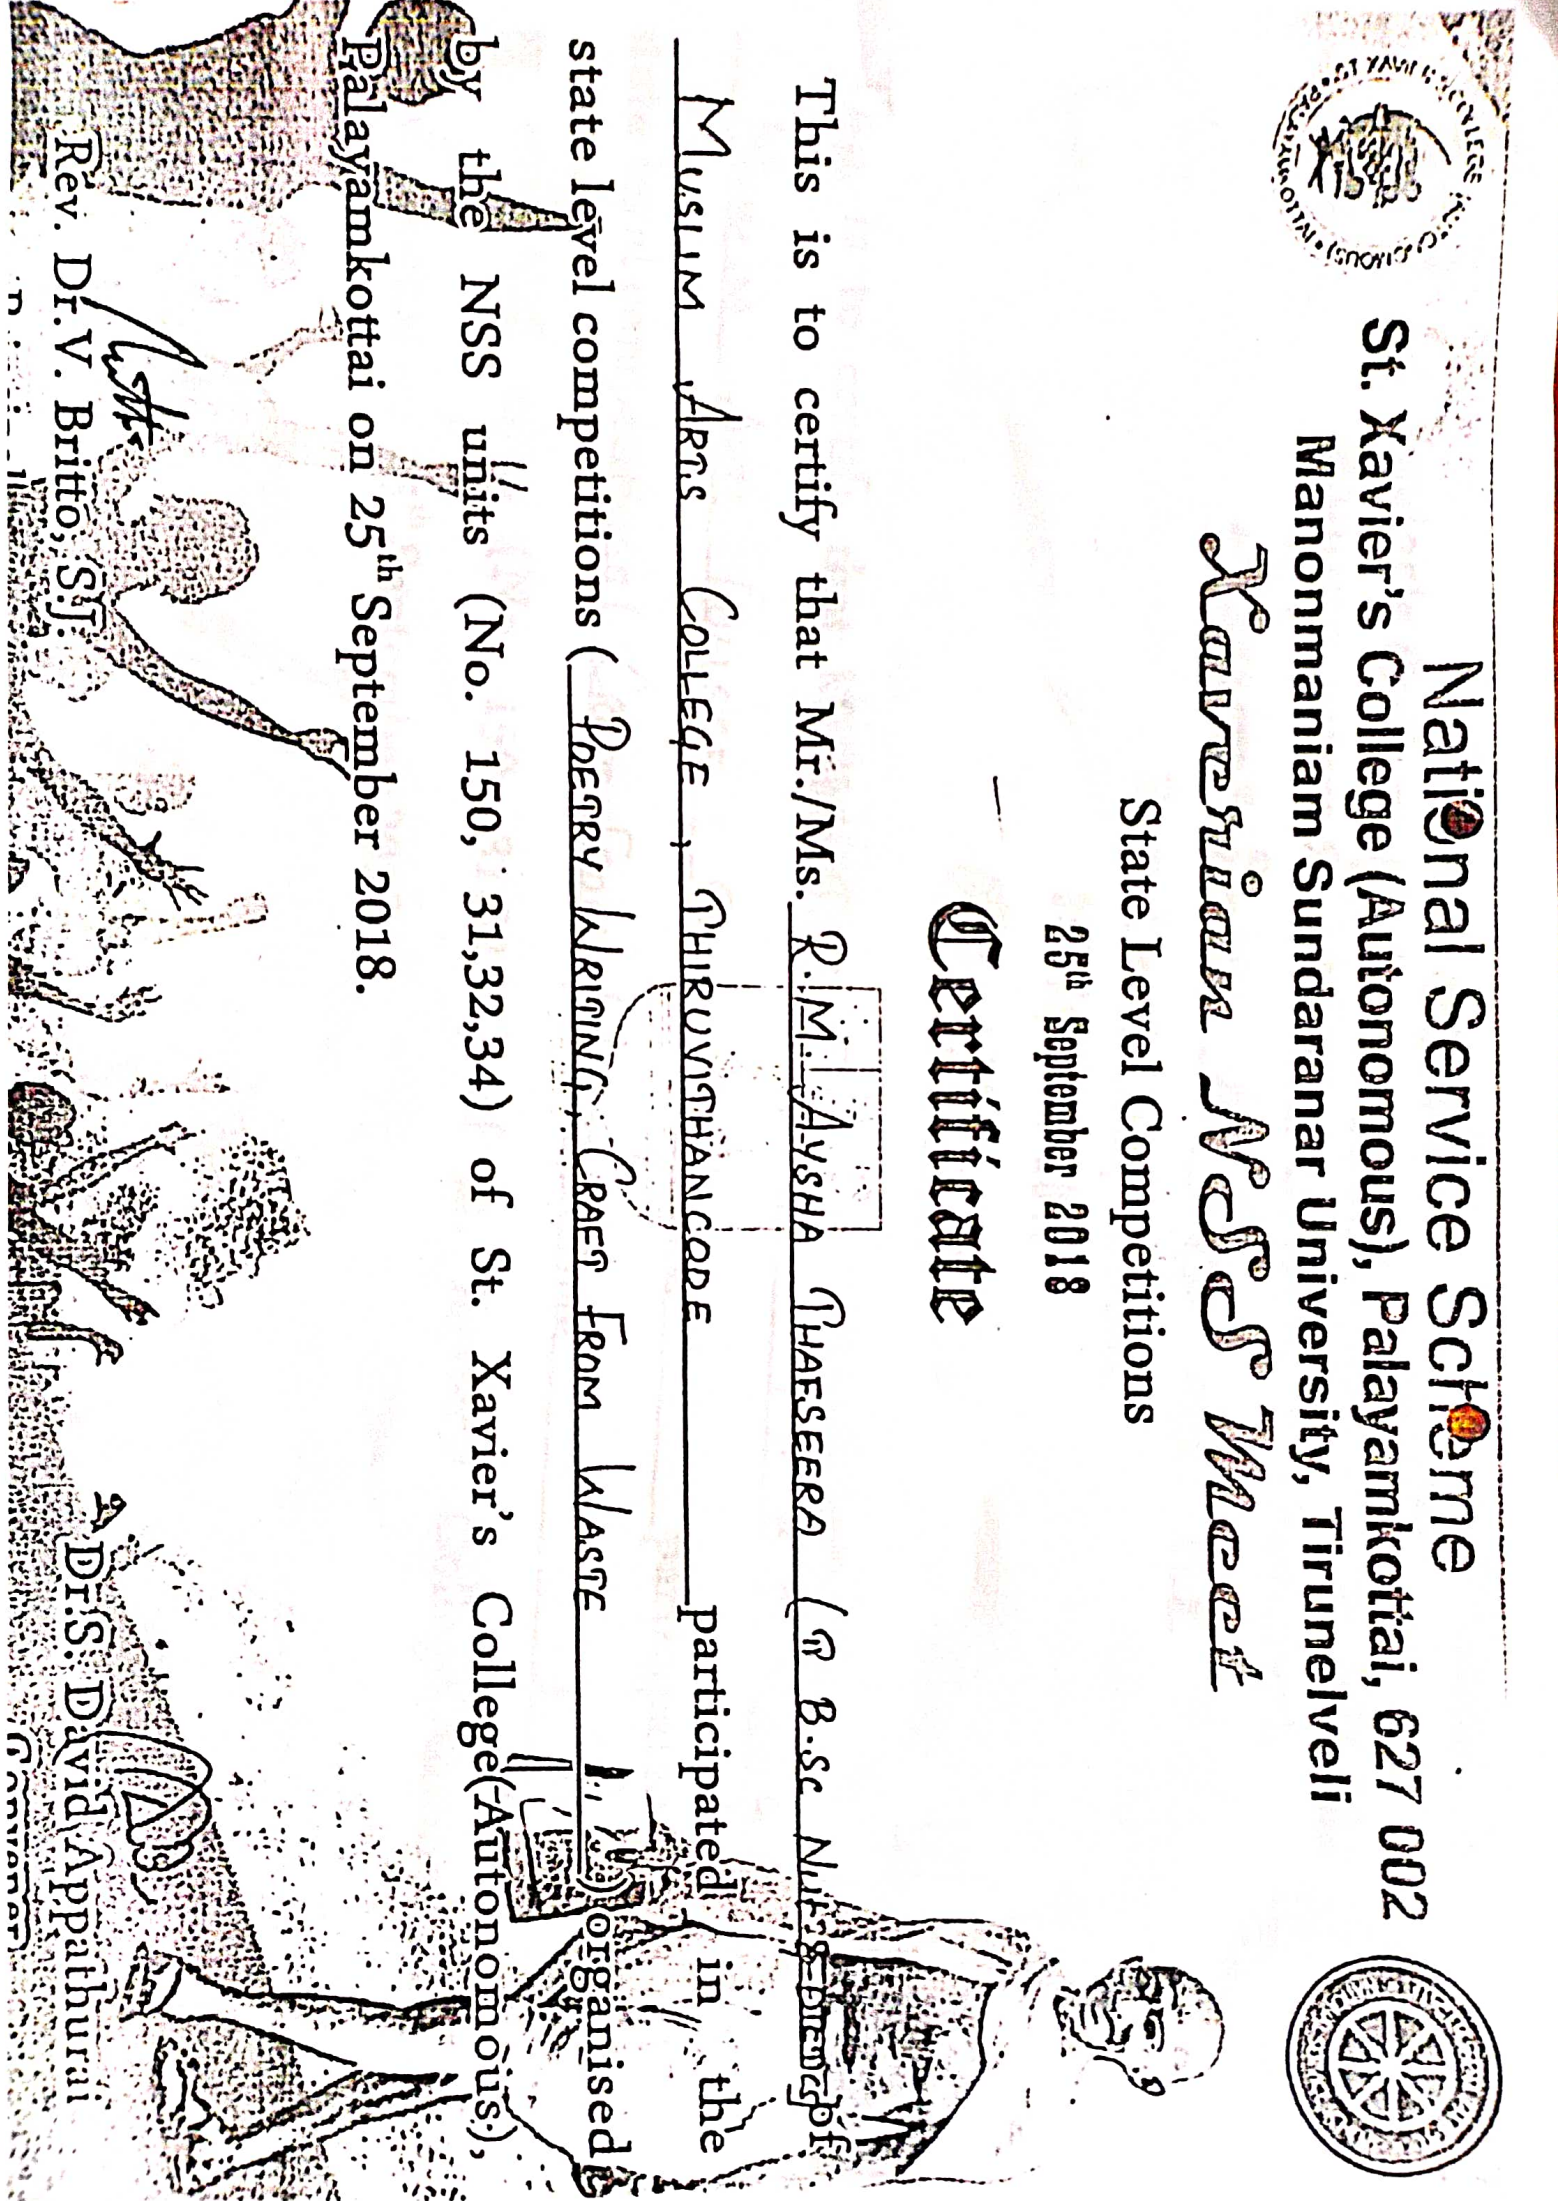 National Service Scheme
St. Xavier's College (Autonomous), Palayamkottai, 627 002
Manonmaniam Sundaranar University, Tirunelveli
Xaverian NSS Meet
State Level Competitions
25th September 2018
Certificate
This is to certify that Mr./Ms. R.M. AYSHA THAESEERA ( B.Sc of
MUSLIM ARTS COLLEGE, THIRUVITHANCODE participated in the
state level competitions ( POETRY WRITING, CRAFT FROM WASTE ) organised
by the NSS units (No. 150, 31,32,34) of St. Xavier's College(Autonomous),
Palayamkottai on 25th September 2018.
Rev. Dr.V. Britto, S.J.
Dr.S. David Appathurai
Convener